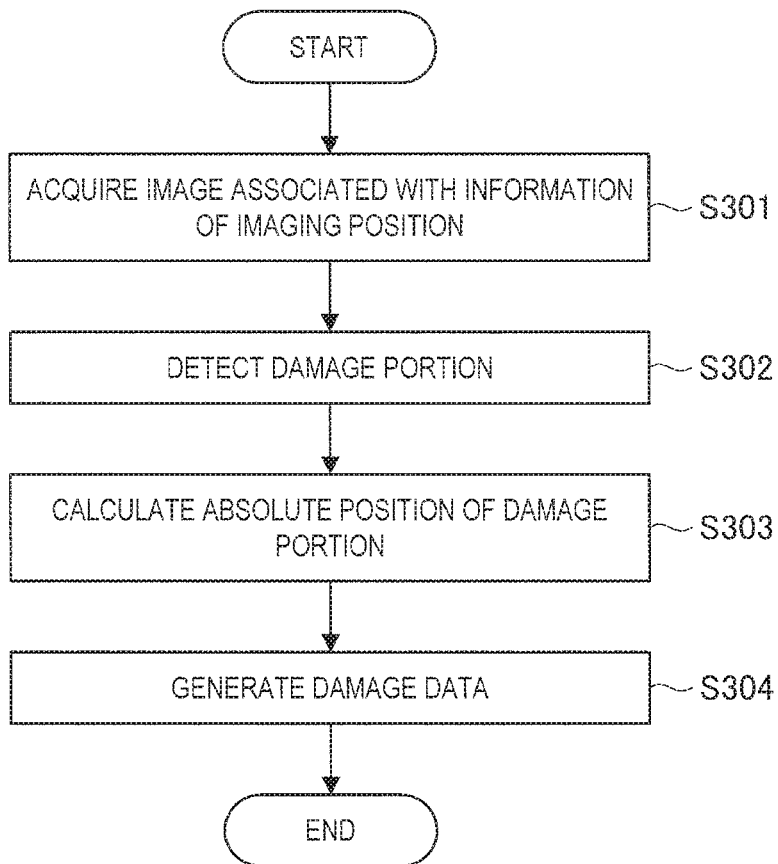 START
ACQUIRE IMAGE ASSOCIATED WITH INFORMATION
OF IMAGING POSITION
S301
DETECT DAMAGE PORTION
S302
CALCULATE ABSOLUTE POSITION OF DAMAGE
PORTION
S303
GENERATE DAMAGE DATA
S304
END